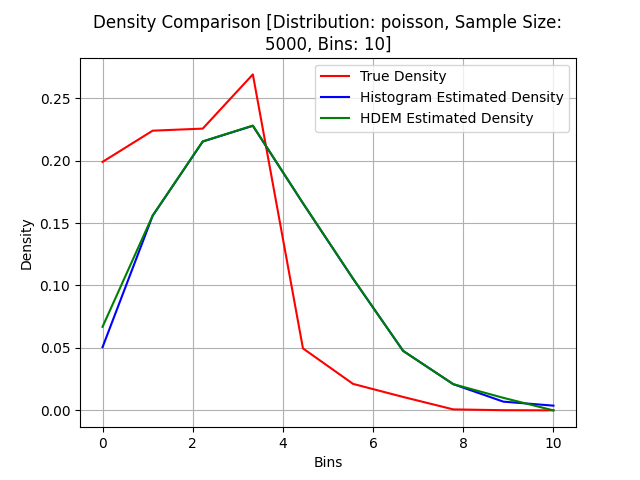 Density Comparison [Distribution: poisson, Sample Size:
5000, Bins: 10]
True Density
Histogram Estimated Density
HDEM Estimated Density
Density
0.25
0.20
0.15
0.10
0.05
0.00
0 2 4 6 8 10
Bins